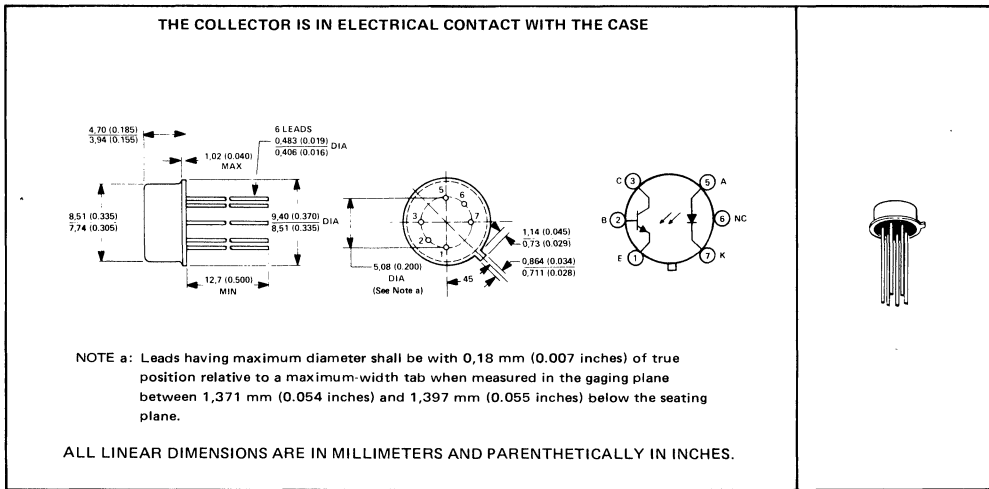 THE COLLECTOR IS IN ELECTRICAL CONTACT WITH THE CASE
4,70 (0.185)
3,94 (0.155)
1,02 (0.040)
MAX
6 LEADS
0,483 (0.019)
0,406 (0.016)
DIA
8,51 (0.335)
7,74 (0.305)
9,40 (0.370)
8,51 (0.335)
DIA
12,7 (0.500)
MIN
5
6
3
7
2
1
5,08 (0.200)
DIA
(See Note a)
45
1,14 (0.045)
0,73 (0.029)
0,864 (0.034)
0,711 (0.028)
C 3
5 A
B 2
6 NC
E 1
7 K
NOTE a: Leads having maximum diameter shall be with 0,18 mm (0.007 inches) of true
position relative to a maximum-width tab when measured in the gaging plane
between 1,371 mm (0.054 inches) and 1,397 mm (0.055 inches) below the seating
plane.
ALL LINEAR DIMENSIONS ARE IN MILLIMETERS AND PARENTHETICALLY IN INCHES.